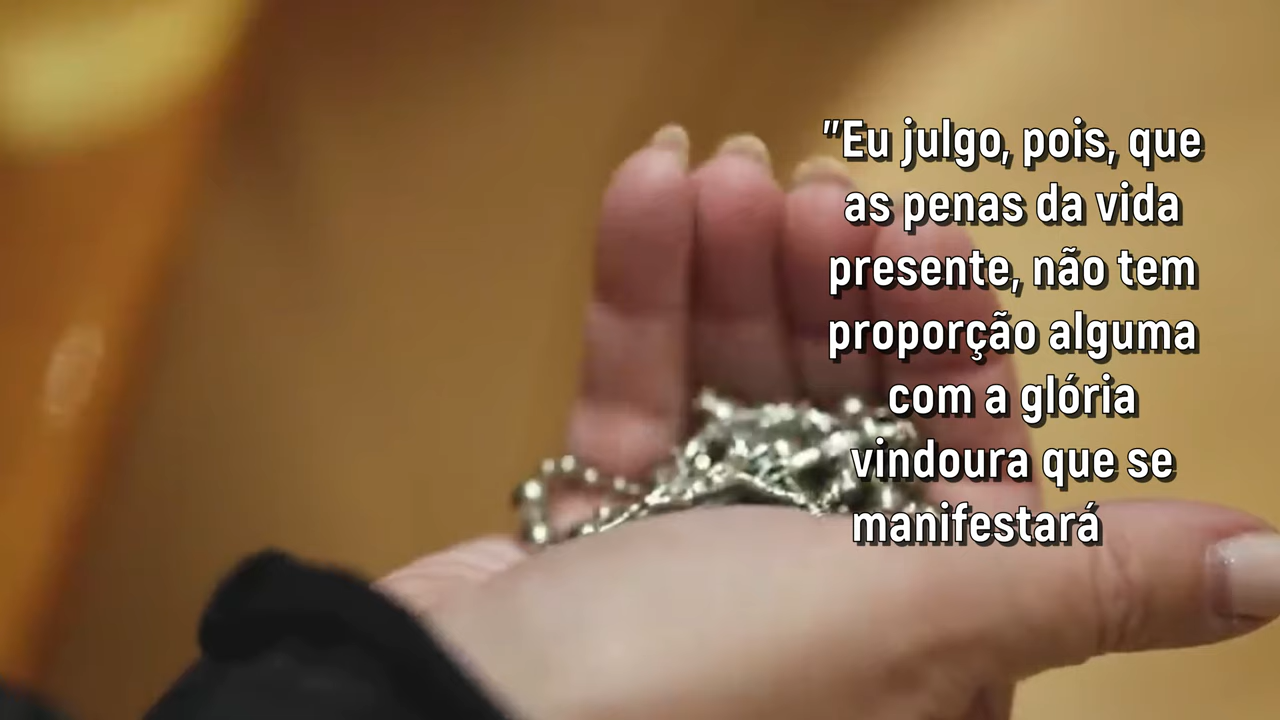 "Eu julgo, pois, que
as penas da vida
presente, não tem
proporção alguma
com a glória
vindoura que se
manifestará